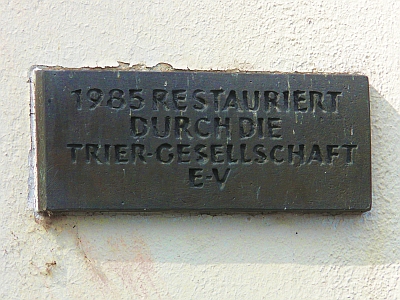 1985 RESTAURIERT
DURCH DIE
TRIER-GESELLSCHAFT
E-V